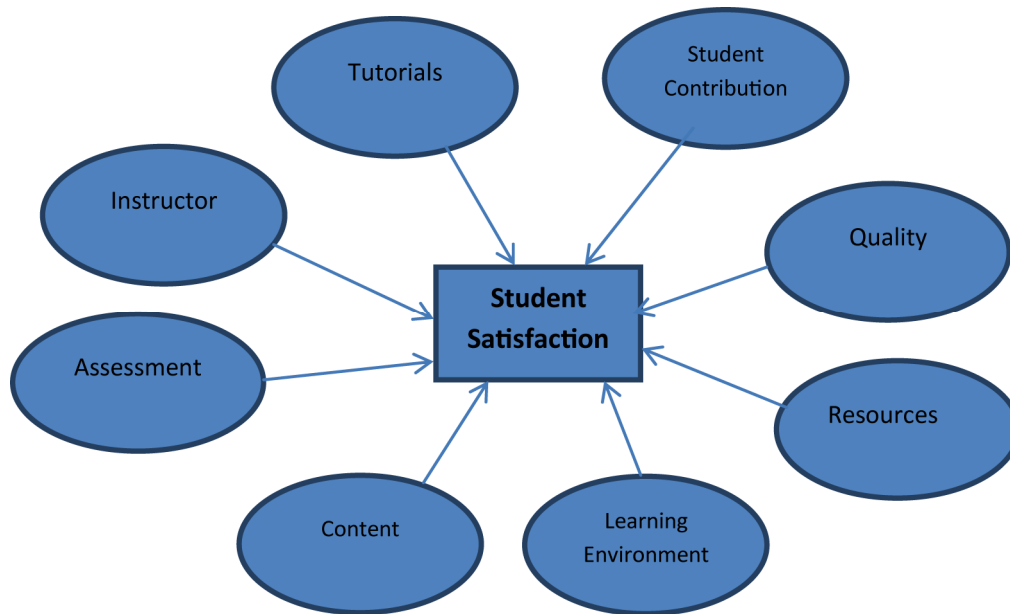 Tutorials
Student
Contribution
Instructor
Quality
Student
Satisfaction
Assessment
Resources
Content
Learning
Environment